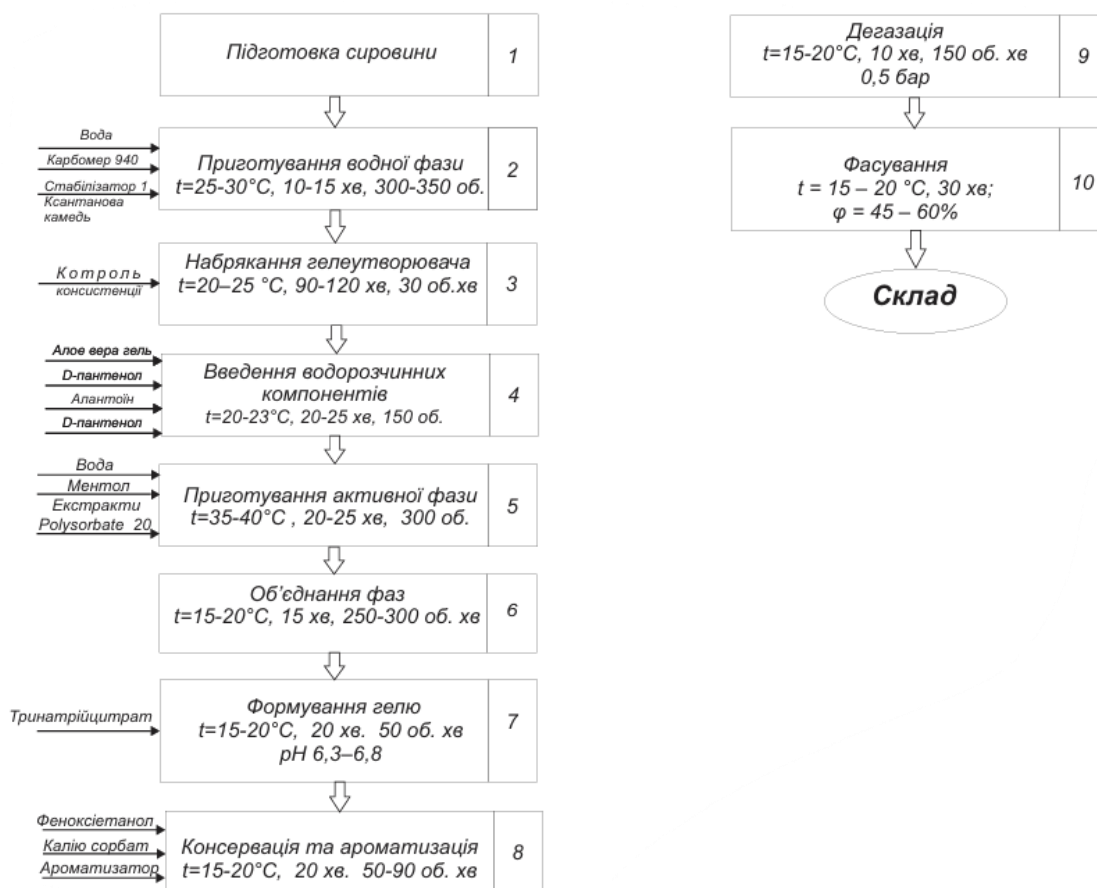 Підготовка сировини
1
Вода
Карбомер 940
Стабілізатор 1
Ксантанова
камедь
Приготування водної фази
t=25-30°C, 10-15 хв, 300-350 об.
2
Котроль
консистенції
Набрякання гелеутворювача
t=20–25 °C, 90-120 хв, 30 об.хв
3
Алое вера гель
D-пантенол
Алантоїн
D-пантенол
Введення водорозчинних
компонентів
t=20-23°C, 20-25 хв, 150 об.
4
Вода
Ментол
Екстракти
Polysorbate 20
Приготування активної фази
t=35-40°C , 20-25 хв, 300 об.
5
Об’єднання фаз
t=15-20°C, 15 хв, 250-300 об. хв
6
Тринатрійцитрат
Формування гелю
t=15-20°C, 20 хв. 50 об. хв
pH 6,3–6,8
7
Феноксіетанол
Калію сорбат
Ароматизатор
Консервація та ароматизація
t=15-20°C, 20 хв. 50-90 об. хв
8
Дегазація
t=15-20°C, 10 хв, 150 об. хв
0,5 бар
9
Фасування
t = 15 – 20 °C, 30 хв;
φ = 45 – 60%
10
Склад